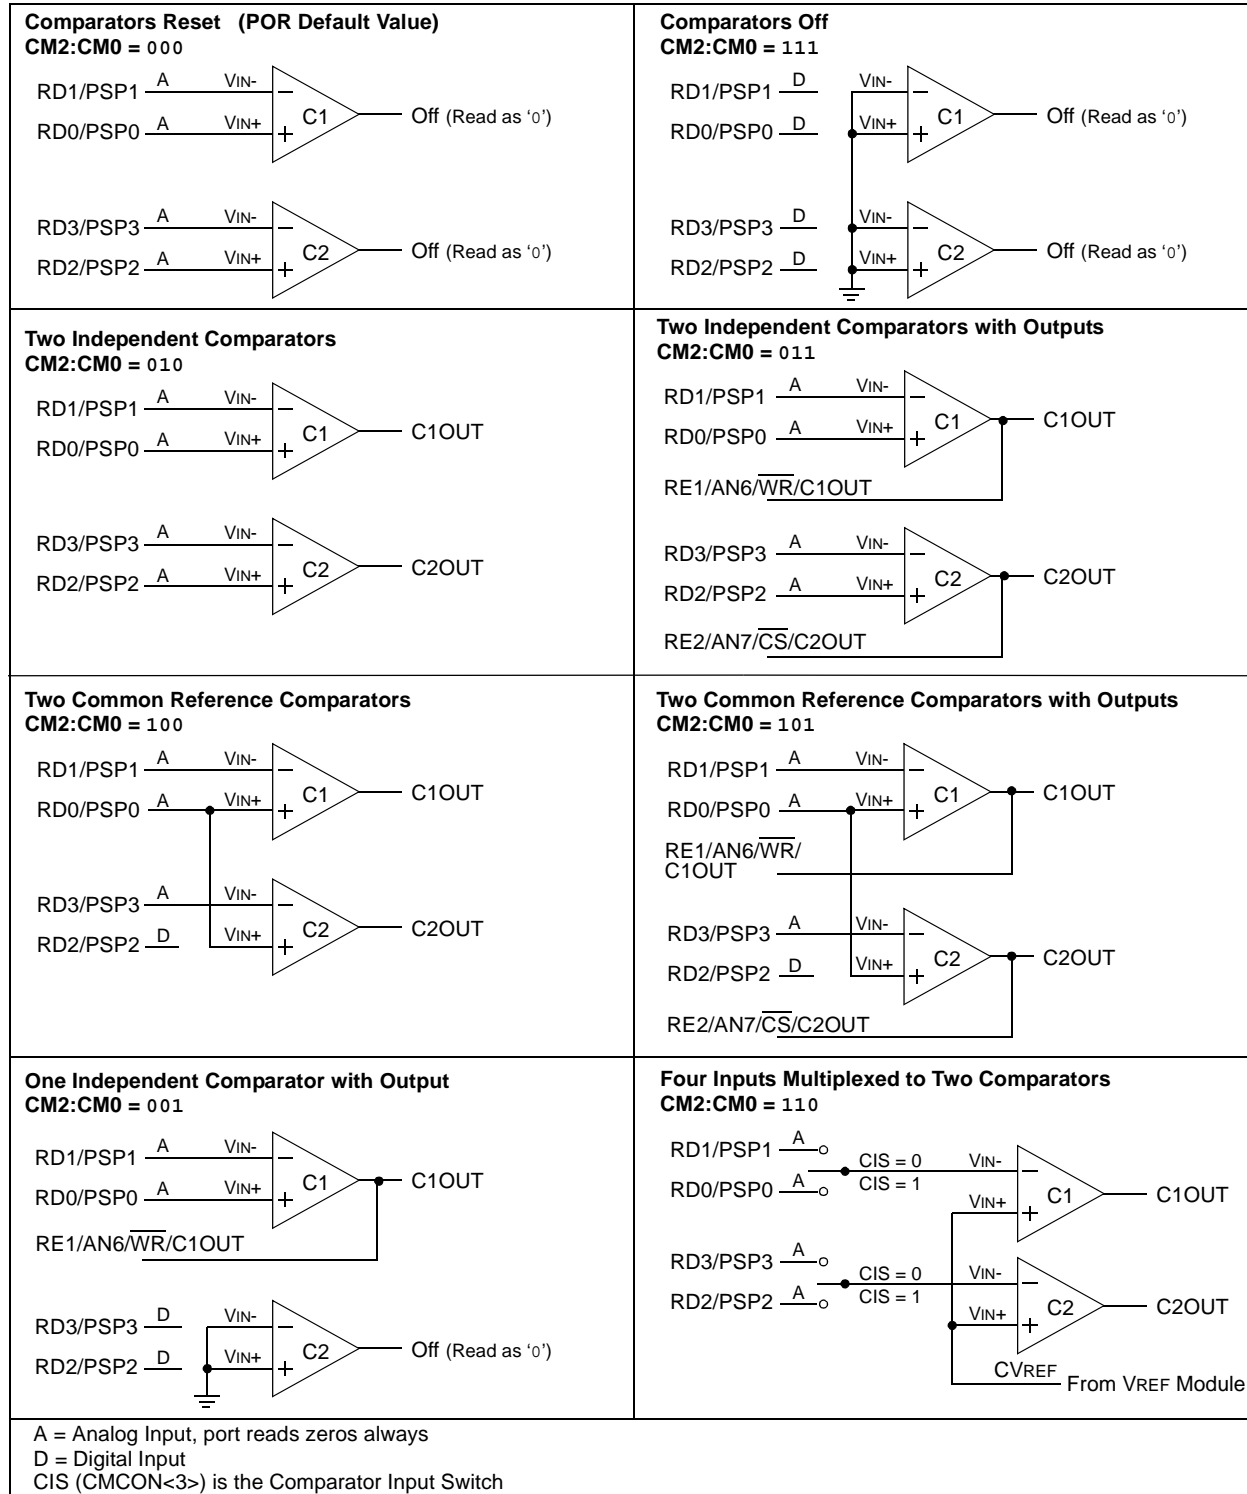 Comparators Reset (POR Default Value)
CM2:CM0 = 000
RD1/PSP1 A VIN-
RD0/PSP0 A VIN+
C1
Off (Read as '0')
RD3/PSP3 A VIN-
RD2/PSP2 A VIN+
C2
Off (Read as '0')
Comparators Off
CM2:CM0 = 111
RD1/PSP1 D VIN-
RD0/PSP0 D VIN+
C1
Off (Read as '0')
RD3/PSP3 D VIN-
RD2/PSP2 D VIN+
C2
Off (Read as '0')
Two Independent Comparators
CM2:CM0 = 010
RD1/PSP1 A VIN-
RD0/PSP0 A VIN+
C1
C1OUT
RD3/PSP3 A VIN-
RD2/PSP2 A VIN+
C2
C2OUT
Two Independent Comparators with Outputs
CM2:CM0 = 011
RD1/PSP1 A VIN-
RD0/PSP0 A VIN+
C1
C1OUT
RE1/AN6/WR/C1OUT
RD3/PSP3 A VIN-
RD2/PSP2 A VIN+
C2
C2OUT
RE2/AN7/CS/C2OUT
Two Common Reference Comparators
CM2:CM0 = 100
RD1/PSP1 A VIN-
RD0/PSP0 A VIN+
C1
C1OUT
RD3/PSP3 A VIN-
RD2/PSP2 D VIN+
C2
C2OUT
Two Common Reference Comparators with Outputs
CM2:CM0 = 101
RD1/PSP1 A VIN-
RD0/PSP0 A VIN+
C1
C1OUT
RE1/AN6/WR/
C1OUT
RD3/PSP3 A VIN-
RD2/PSP2 D VIN+
C2
C2OUT
RE2/AN7/CS/C2OUT
One Independent Comparator with Output
CM2:CM0 = 001
RD1/PSP1 A VIN-
RD0/PSP0 A VIN+
C1
C1OUT
RE1/AN6/WR/C1OUT
RD3/PSP3 D VIN-
RD2/PSP2 D VIN+
C2
Off (Read as '0')
Four Inputs Multiplexed to Two Comparators
CM2:CM0 = 110
RD1/PSP1 A
CIS = 0 VIN-
RD0/PSP0 A CIS = 1
VIN+
C1
C1OUT
RD3/PSP3 A
CIS = 0 VIN-
RD2/PSP2 A CIS = 1
VIN+
C2
C2OUT
CVREF
From VREF Module
A = Analog Input, port reads zeros always
D = Digital Input
CIS (CMCON<3>) is the Comparator Input Switch